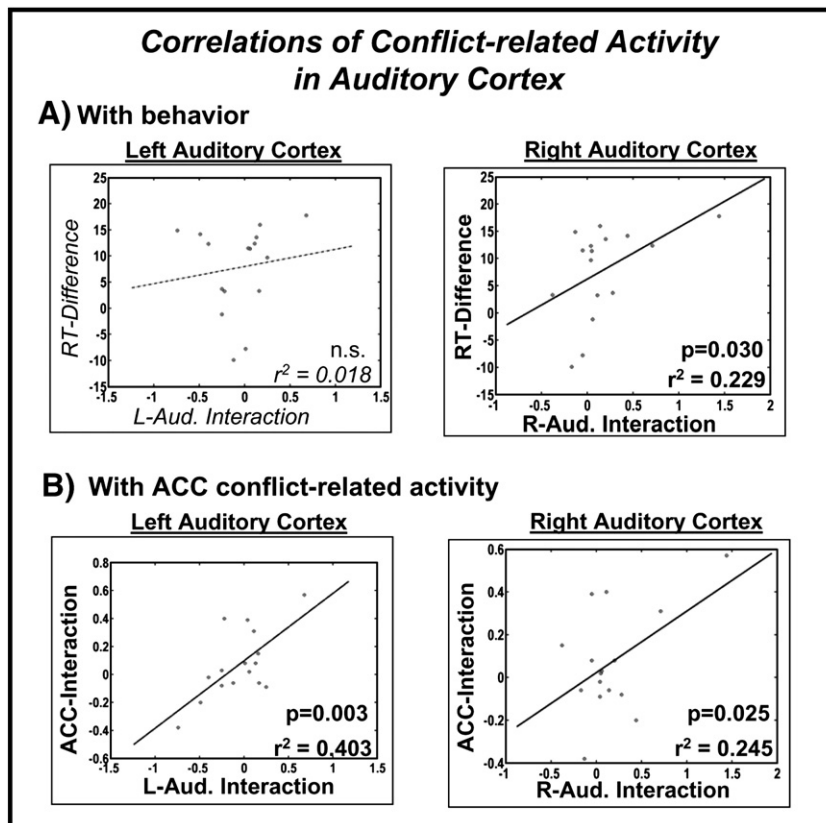 Correlations of Conflict-related Activity
in Auditory Cortex
A) With behavior
Left Auditory Cortex
25
20
15
10
5
0
-5
-10
-15
RT-Difference
n.s.
r² = 0.018
-1.5 -1 -0.5 0 0.5 1 1.5
L-Aud. Interaction
Right Auditory Cortex
25
20
15
10
5
0
-5
-10
-15
RT-Difference
p=0.030
r² = 0.229
-1 -0.5 0 0.5 1 1.5 2
R-Aud. Interaction
B) With ACC conflict-related activity
Left Auditory Cortex
0.8
0.6
0.4
0.2
0
-0.2
-0.4
-0.6
ACC-Interaction
p=0.003
r² = 0,403
-1.5 -1 -0.5 0 0.5 1 1.5
L-Aud. Interaction
Right Auditory Cortex
0.6
0.4
0.2
0
-0.2
-0.4
ACC-Interaction
p=0.025
r² = 0.245
-1 -0.5 0 0.5 1 1.5 2
R-Aud. Interaction